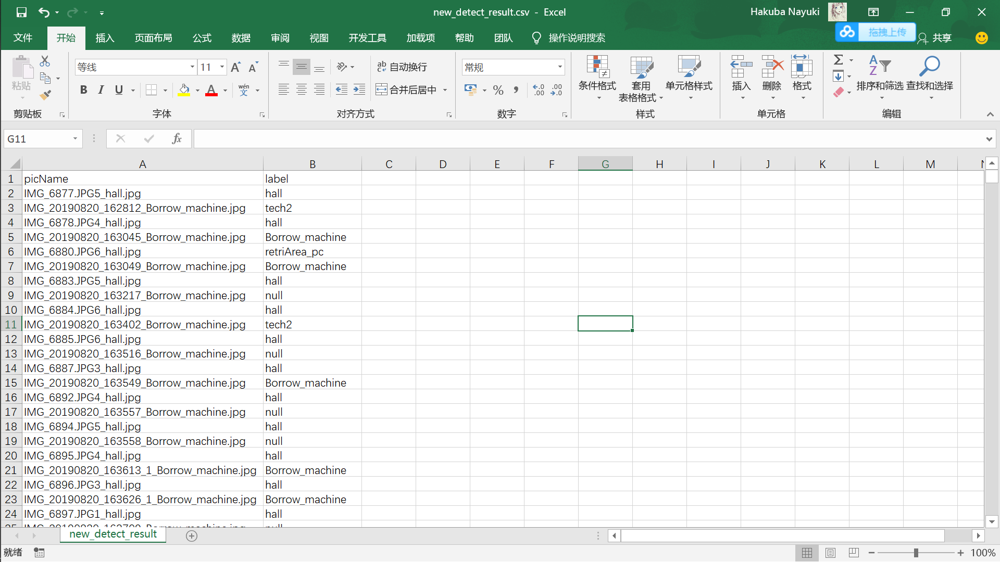 new_detect_result.csv - Excel
Hakuba Nayuki
文件 开始 插入 页面布局 公式 数据 审阅 视图 开发工具 加载项 帮助 团队 操作说明搜索 拖拽上传 共享
粘贴 等线 11 A A ab c 自动换行 常规 条件格式 套用 表格格式 单元格样式 插入 删除 格式 Σ A Z 排序和筛选 查找和选择
B I U A wén 文 合并后居中 % , .0 .00 .00 .0
剪贴板 字体 对齐方式 数字 样式 单元格 编辑
G11 fx
A B C D E F G H I J K L M
1 picName label
2 IMG_6877.JPG5_hall.jpg hall
3 IMG_20190820_162812_Borrow_machine.jpg tech2
4 IMG_6878.JPG4_hall.jpg hall
5 IMG_20190820_163045_Borrow_machine.jpg Borrow_machine
6 IMG_6880.JPG6_hall.jpg retriArea_pc
7 IMG_20190820_163049_Borrow_machine.jpg Borrow_machine
8 IMG_6883.JPG5_hall.jpg hall
9 IMG_20190820_163217_Borrow_machine.jpg null
10 IMG_6884.JPG6_hall.jpg hall
11 IMG_20190820_163402_Borrow_machine.jpg tech2
12 IMG_6885.JPG6_hall.jpg hall
13 IMG_20190820_163516_Borrow_machine.jpg null
14 IMG_6887.JPG3_hall.jpg hall
15 IMG_20190820_163549_Borrow_machine.jpg Borrow_machine
16 IMG_6892.JPG4_hall.jpg hall
17 IMG_20190820_163557_Borrow_machine.jpg null
18 IMG_6894.JPG5_hall.jpg hall
19 IMG_20190820_163558_Borrow_machine.jpg null
20 IMG_6895.JPG4_hall.jpg hall
21 IMG_20190820_163613_1_Borrow_machine.jpg Borrow_machine
22 IMG_6896.JPG3_hall.jpg hall
23 IMG_20190820_163626_1_Borrow_machine.jpg Borrow_machine
24 IMG_6897.JPG1_hall.jpg hall
new_detect_result
就绪 100%